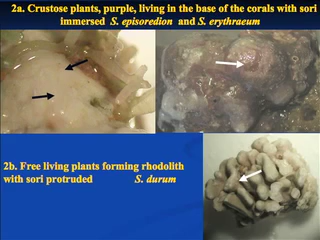 2a. Crustose plants, purple, living in the base of the corals with sori
immersed S. episoredion and S. erythraeum
2b. Free living plants forming rhodolith
with sori protruded S. durum